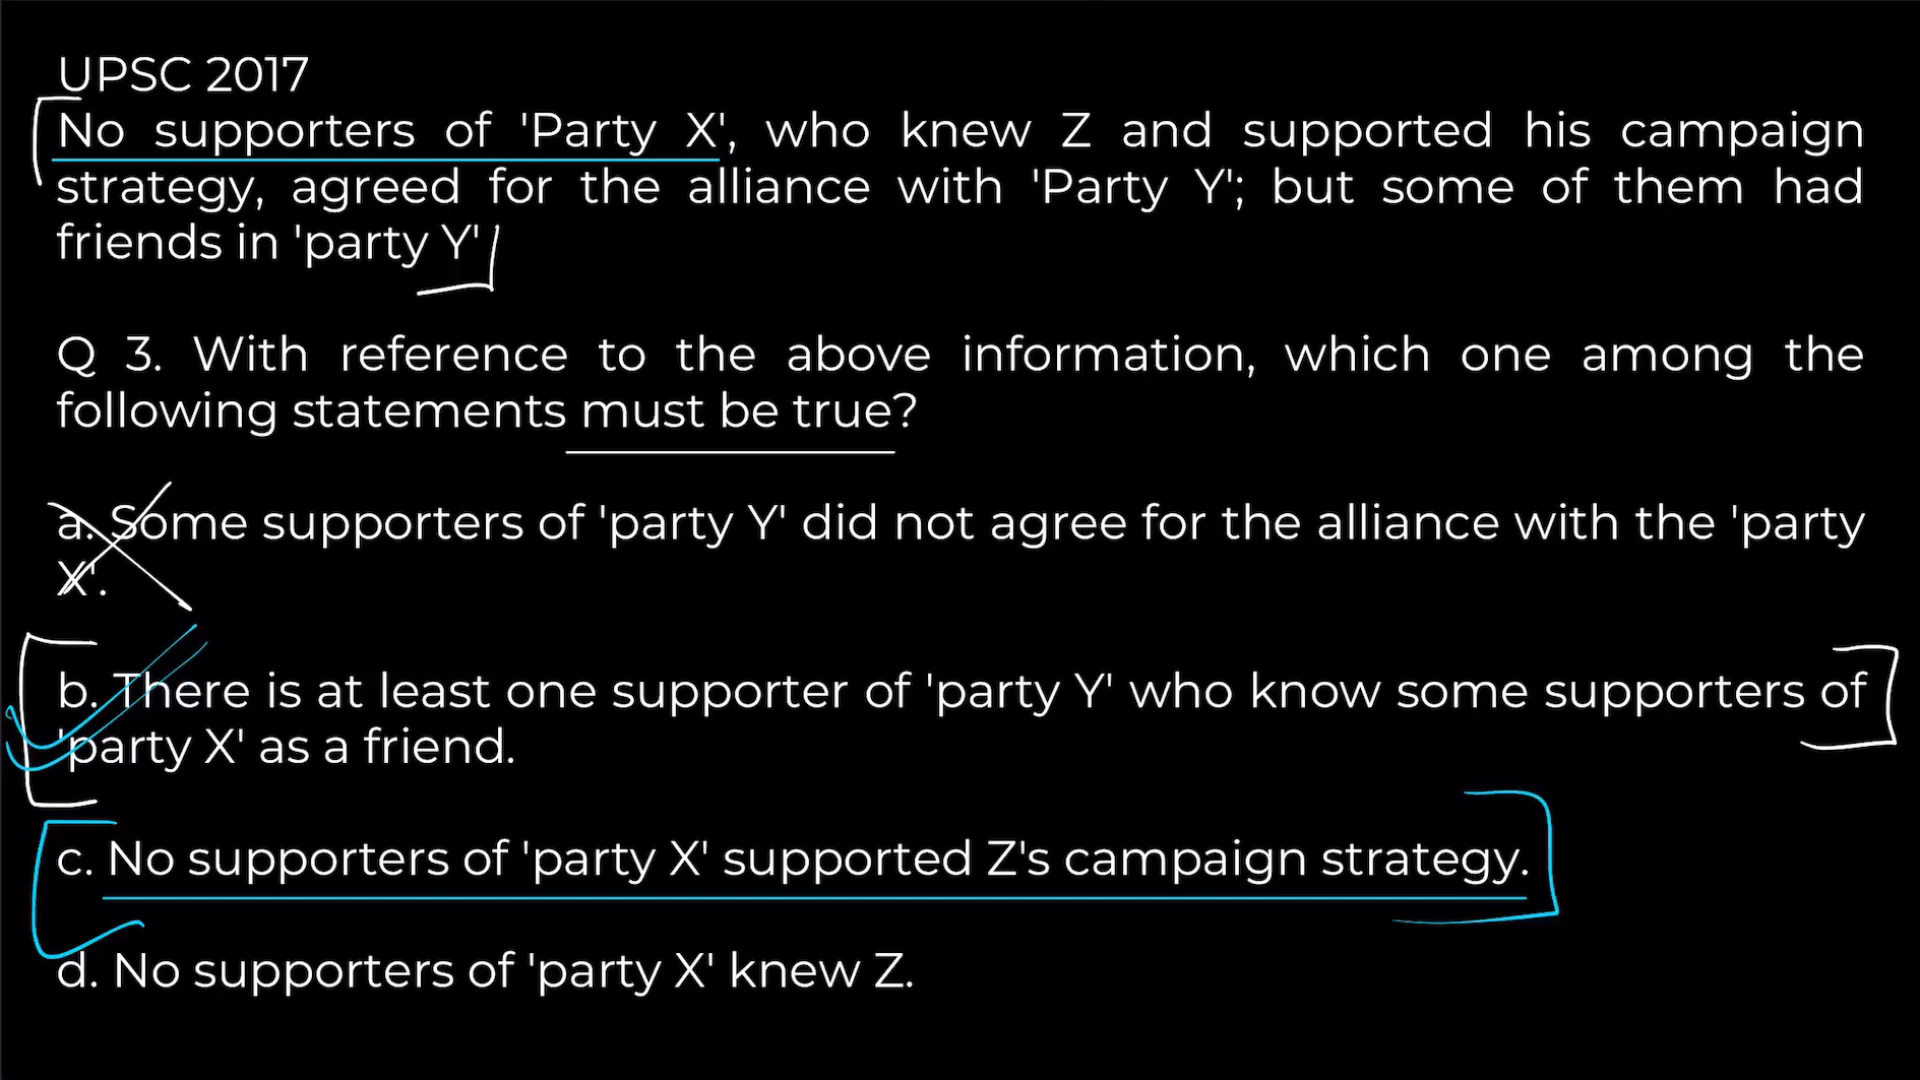 UPSC 2017
No supporters of 'Party X', who knew Z and supported his campaign
strategy, agreed for the alliance with 'Party Y'; but some of them had
friends in 'party Y'
Q 3. With reference to the above information, which one among the
following statements must be true?
a. Some supporters of 'party Y' did not agree for the alliance with the 'party
X'.
b. There is at least one supporter of 'party Y' who know some supporters of
'party X' as a friend.
c. No supporters of 'party X' supported Z's campaign strategy.
d. No supporters of 'party X' knew Z.